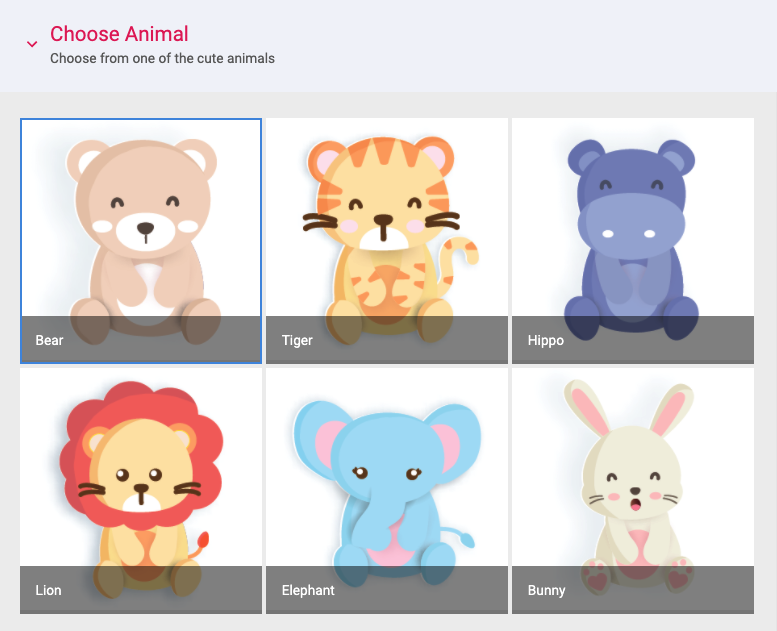 Choose Animal
Choose from one of the cute animals
Bear
Tiger
Hippo
Lion
Elephant
Bunny